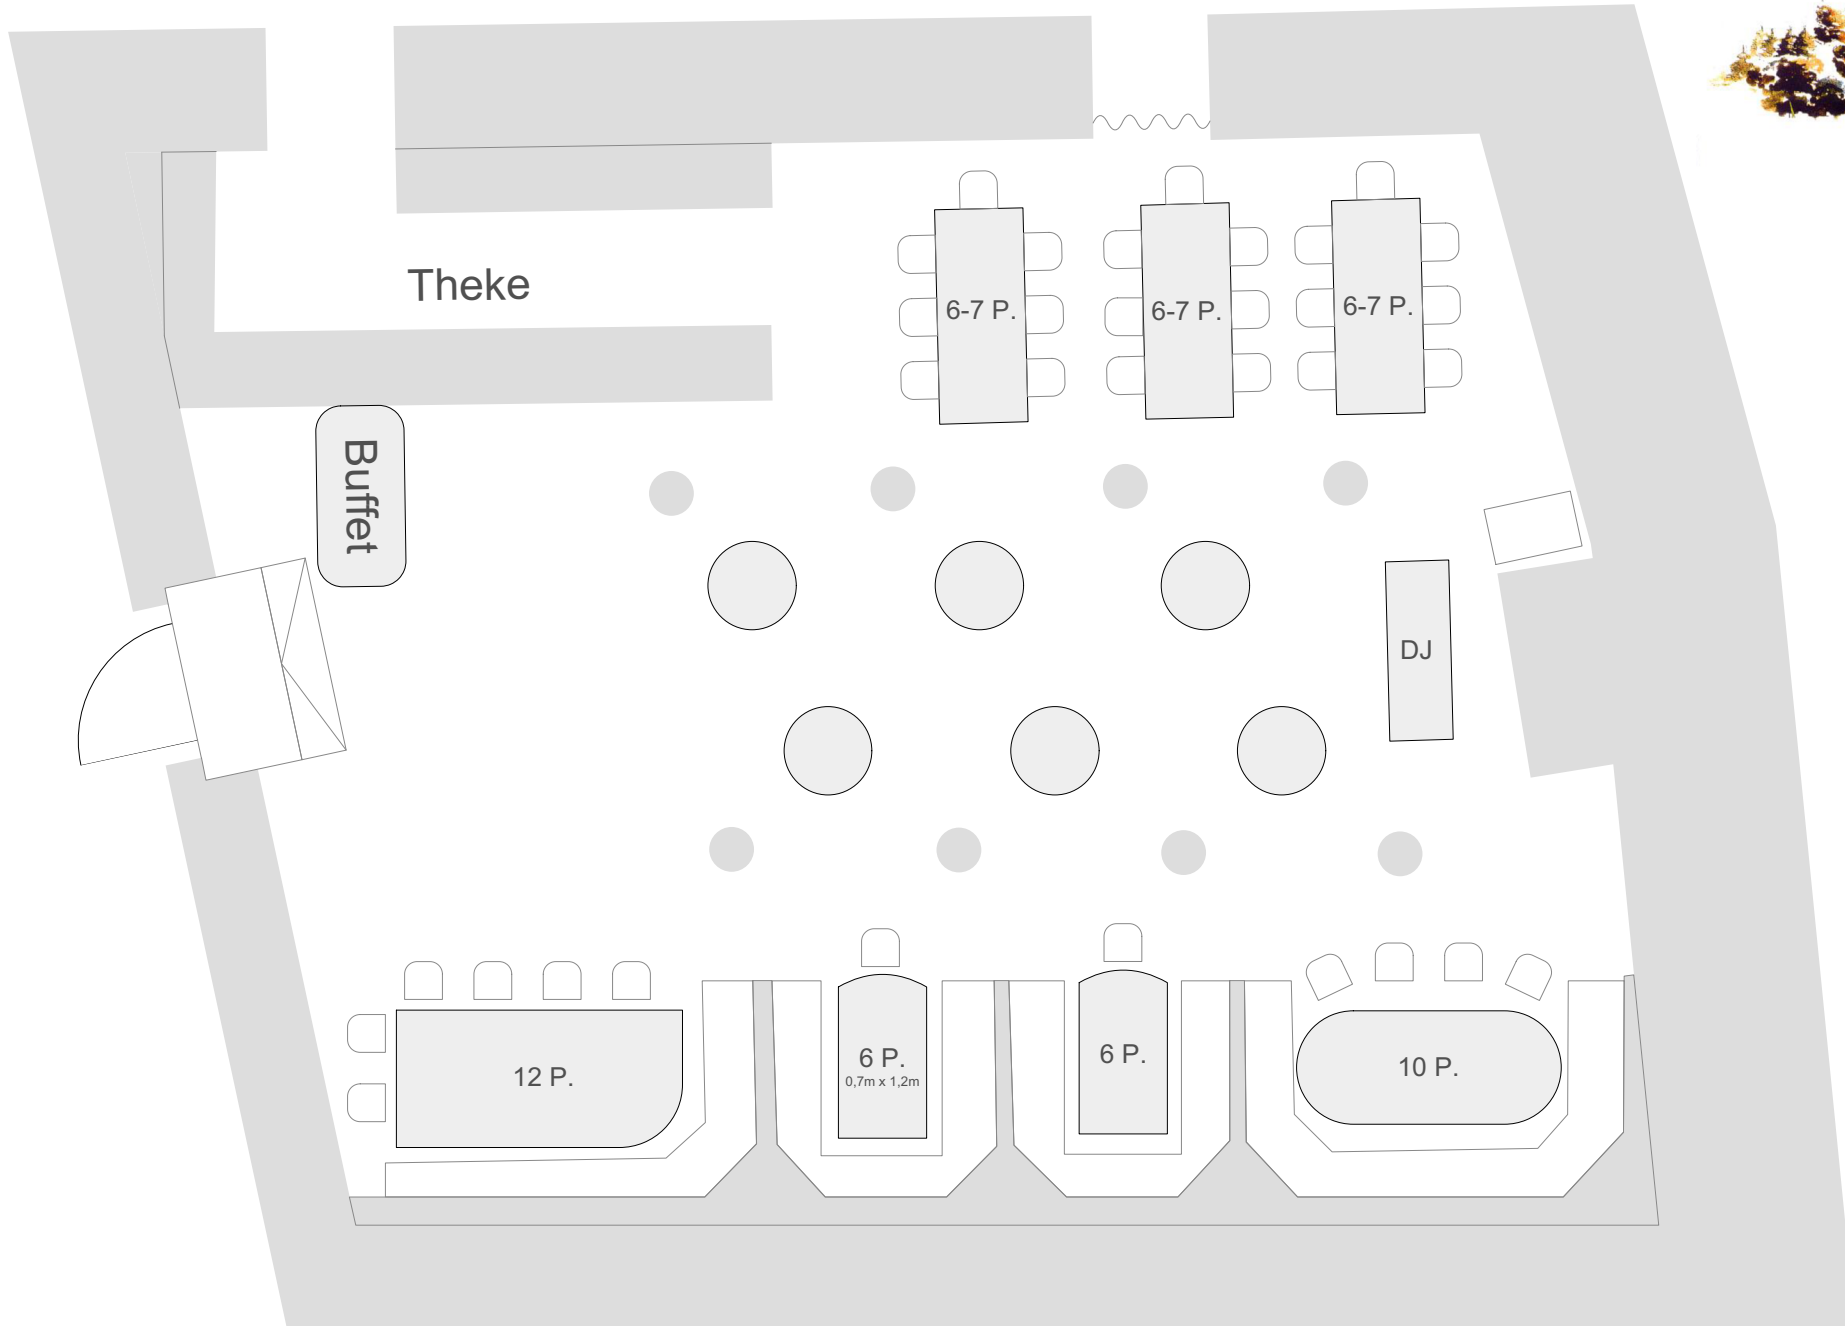 Theke
6-7 P.
6-7 P.
6-7 P.
Buffet
DJ
12 P.
6 P.
0,7m x 1,2m
6 P.
10 P.